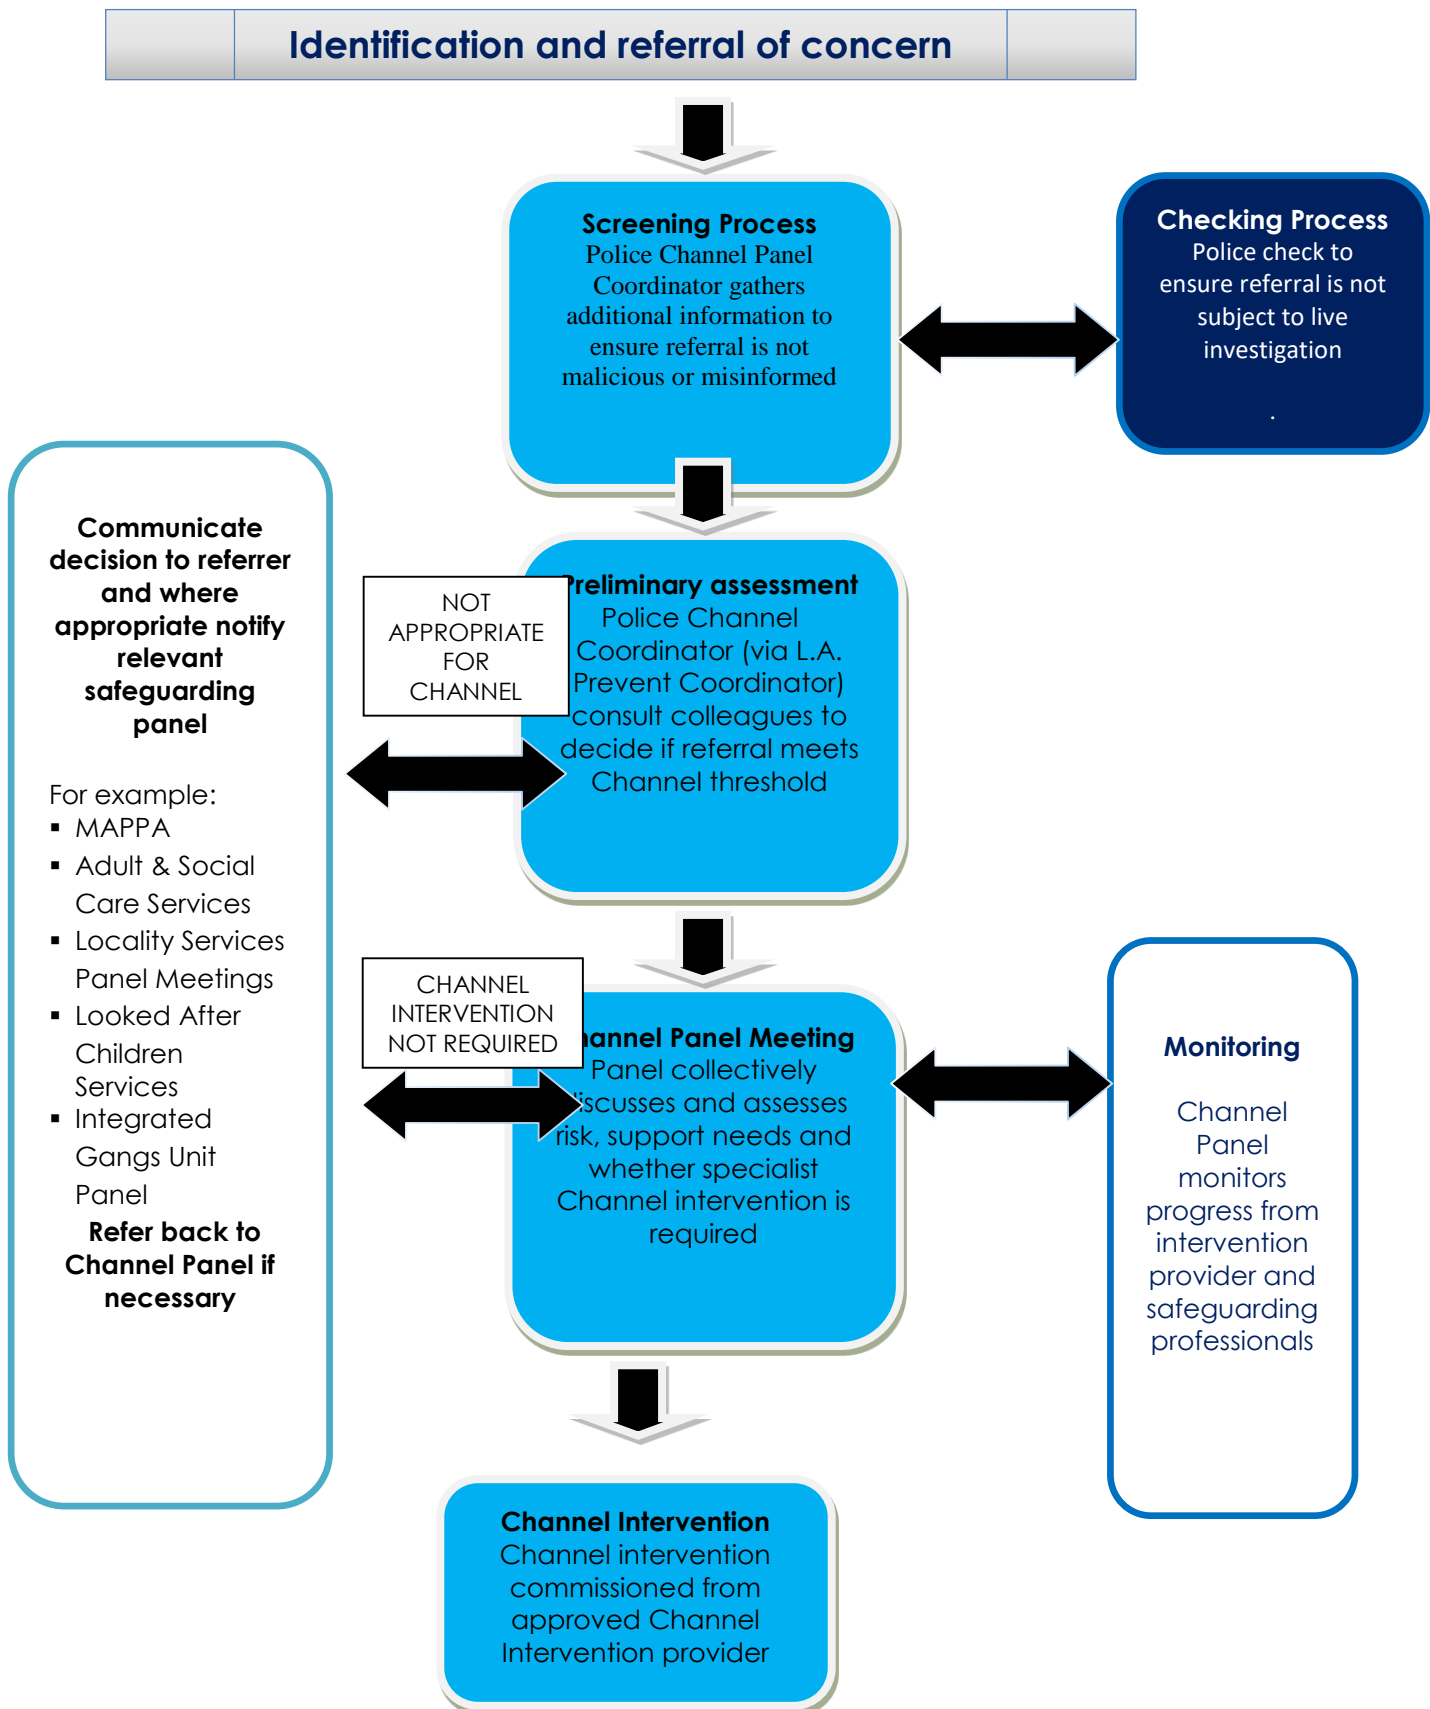 Identification and referral of concern
Screening Process
Police Channel Panel
Coordinator gathers
additional information to
ensure referral is not
malicious or misinformed
Checking Process
Police check to
ensure referral is not
subject to live
investigation
.
Communicate
decision to referrer
and where
appropriate notify
relevant
safeguarding
panel
For example:
▪ MAPPA
▪ Adult & Social
Care Services
▪ Locality Services
Panel Meetings
▪ Looked After
Children
Services
▪ Integrated
Gangs Unit
Panel
Refer back to
Channel Panel if
necessary
NOT
APPROPRIATE
FOR
CHANNEL
Preliminary assessment
Police Channel
Coordinator (via L.A.
Prevent Coordinator)
consult colleagues to
decide if referral meets
Channel threshold
CHANNEL
INTERVENTION
NOT REQUIRED
Channel Panel Meeting
Panel collectively
discusses and assesses
risk, support needs and
whether specialist
Channel intervention is
required
Monitoring
Channel
Panel
monitors
progress from
intervention
provider and
safeguarding
professionals
Channel Intervention
Channel intervention
commissioned from
approved Channel
Intervention provider